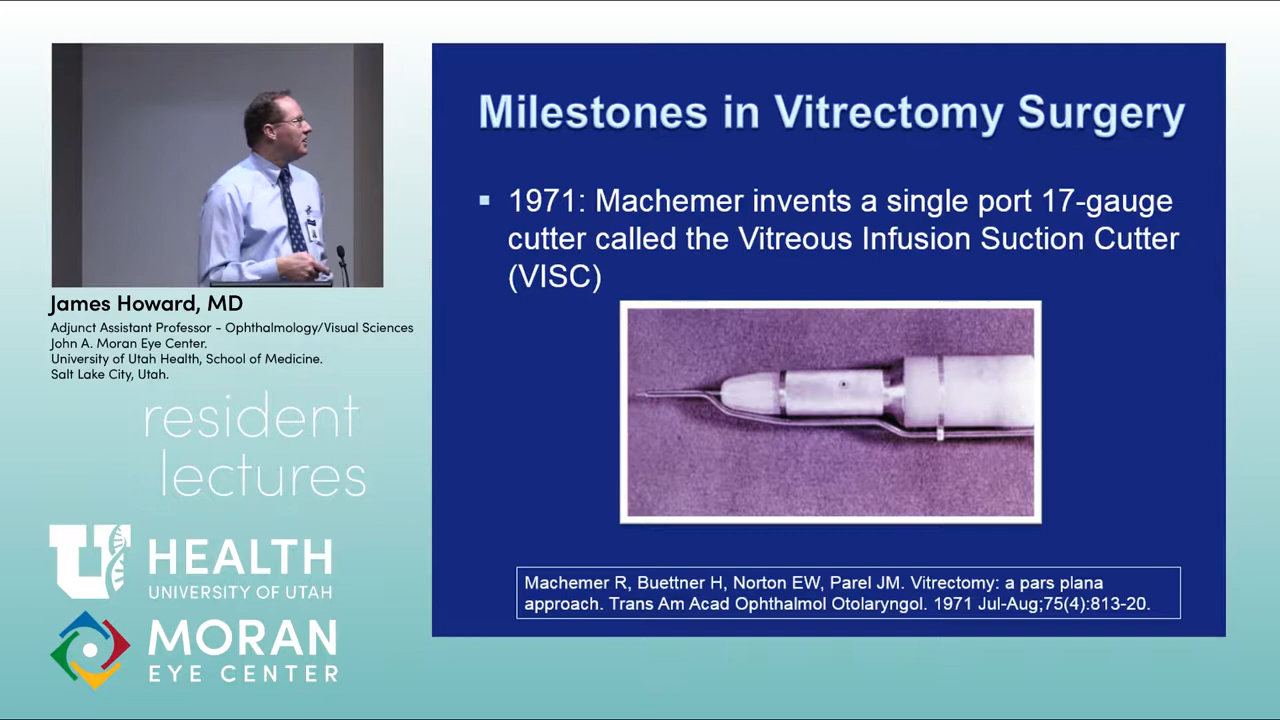 Milestones in Vitrectomy Surgery
▪ 1971: Machemer invents a single port 17-gauge
cutter called the Vitreous Infusion Suction Cutter
(VISC)
Machemer R, Buettner H, Norton EW, Parel JM. Vitrectomy: a pars plana
approach. Trans Am Acad Ophthalmol Otolaryngol. 1971 Jul-Aug;75(4):813-20.
James Howard, MD
Adjunct Assistant Professor - Ophthalmology/Visual Sciences
John A. Moran Eye Center.
University of Utah Health, School of Medicine.
Salt Lake City, Utah.
resident
lectures
U HEALTH
UNIVERSITY OF UTAH
MORAN
EYE CENTER